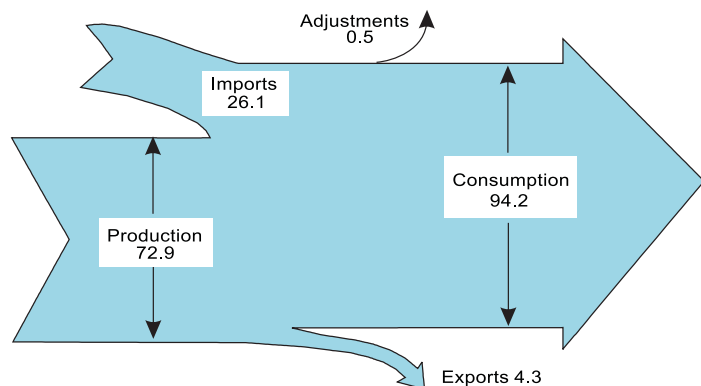 Adjustments
0.5
Imports
26.1
Consumption
94.2
Production
72.9
Exports 4.3